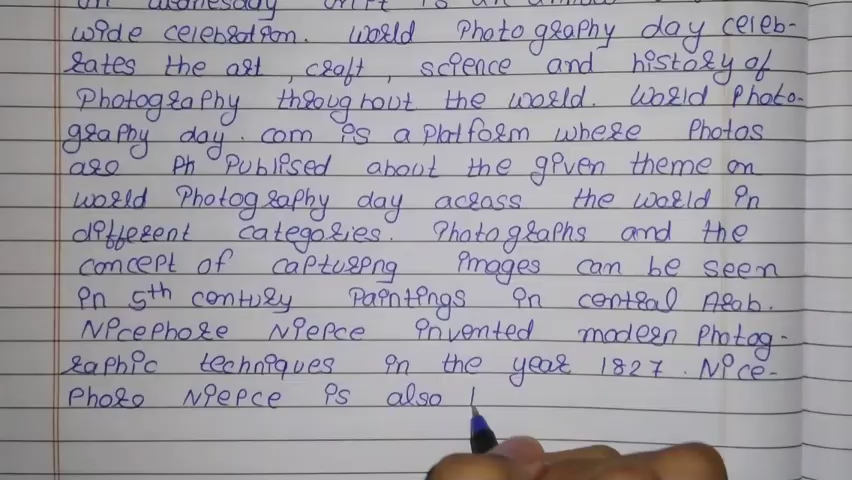 on Wednesday
wide celebration. World Photography day celeb-
rates the art, craft, science and history of
Photography throughout the world. World Photo-
graphy day.com is a platform where Photos
are Ph Publised about the given theme on
world Photography day across the world in
different categories. Photographs and the
concept of capturing images can be seen
in 5th century Paintings in central Arab.
Nicephore Niepce invented modern photog-
raphic techniques in the year 1827. Nice-
phore Niepce is also